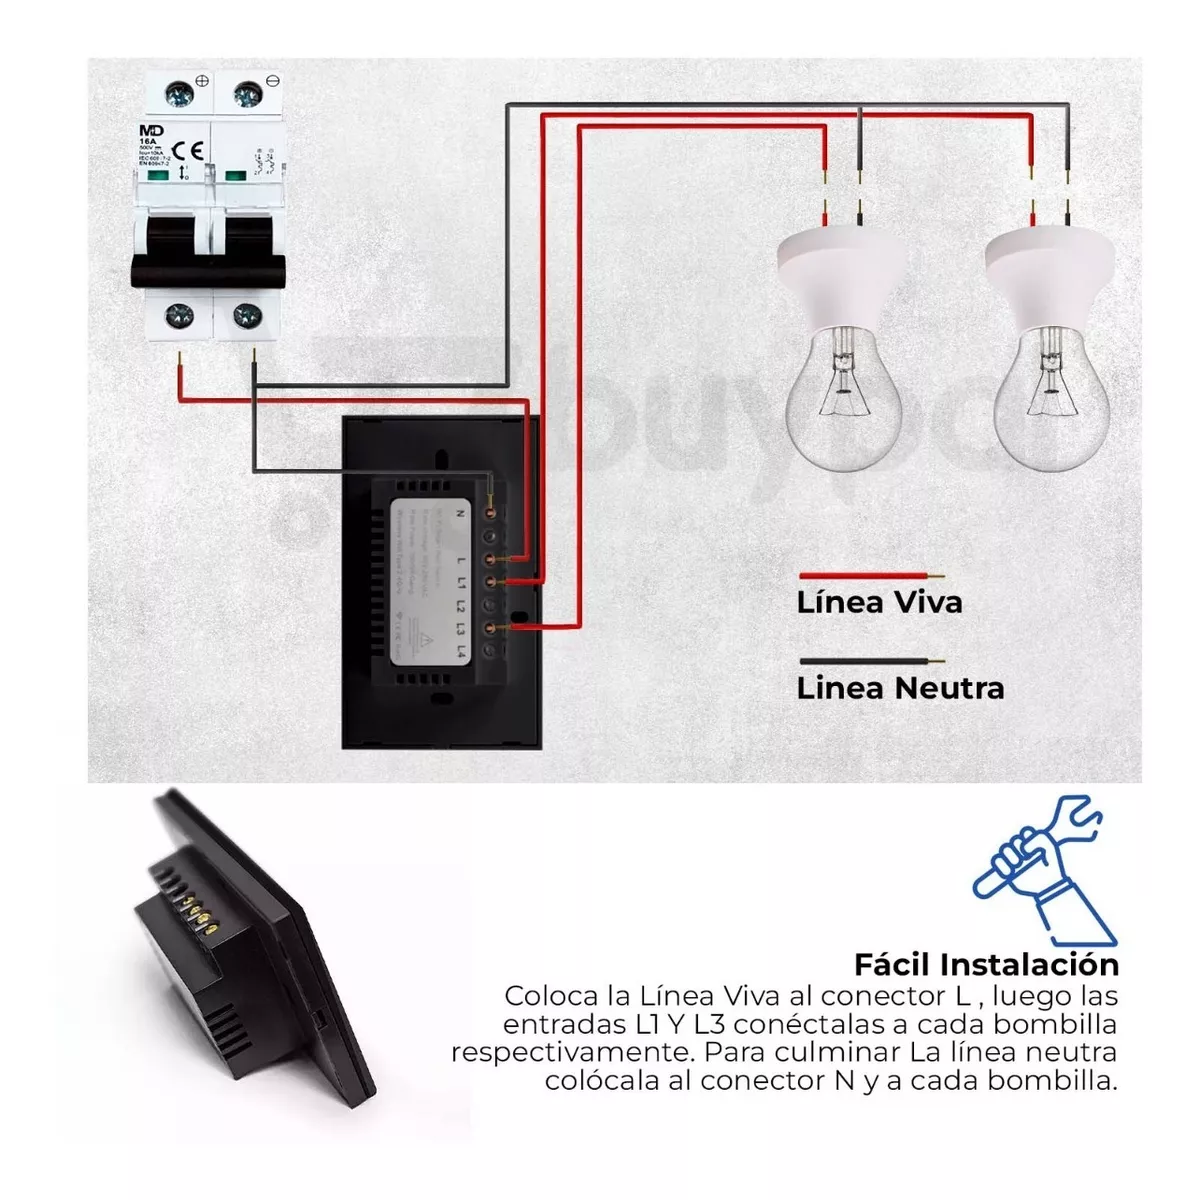 MD
16A
CE
N
L
L1
L2
L3
L4
buybar
Línea Viva
Linea Neutra
Fácil Instalación
Coloca la Línea Viva al conector L , luego las
entradas L1 Y L3 conéctalas a cada bombilla
respectivamente. Para culminar La línea neutra
colócala al conector N y a cada bombilla.